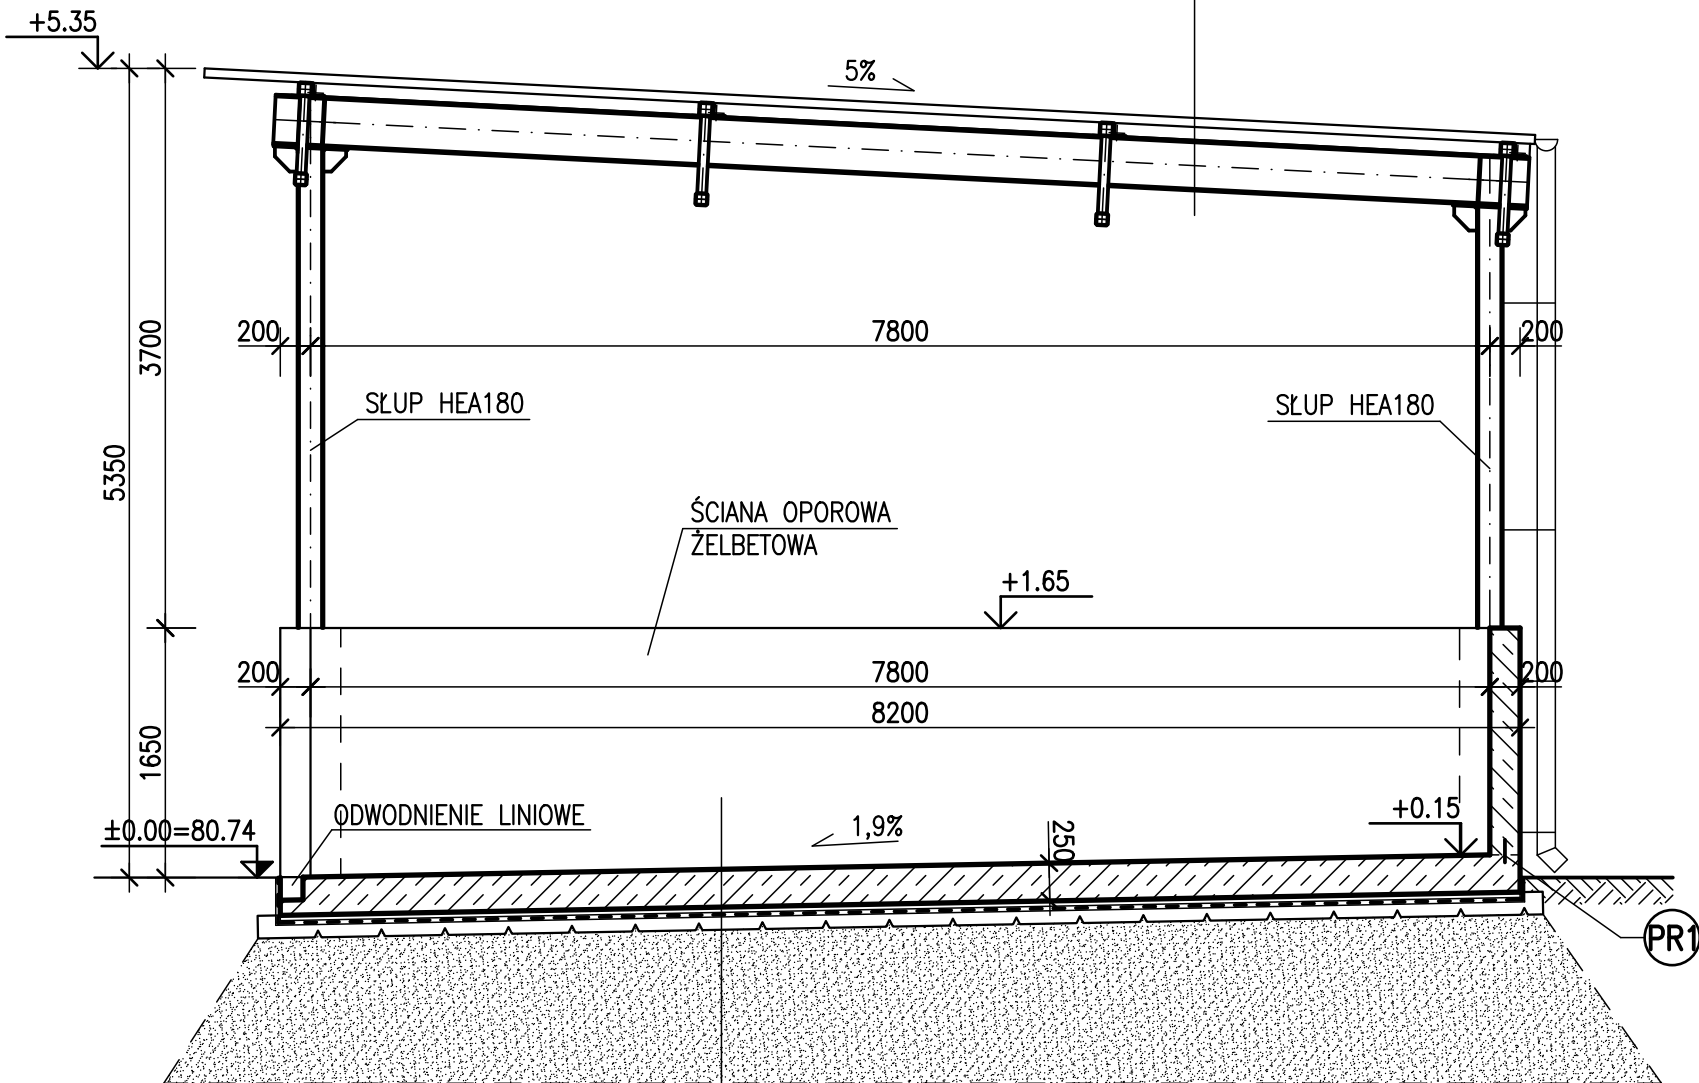 +5.35
5%
200
7800
200
3700
SŁUP HEA180
SŁUP HEA180
5350
ŚCIANA OPOROWA
ŻELBETOWA
+1.65
200
7800
200
8200
1650
ODWODNIENIE LINIOWE
±0.00=80.74
1,9%
250
+0.15
PR1